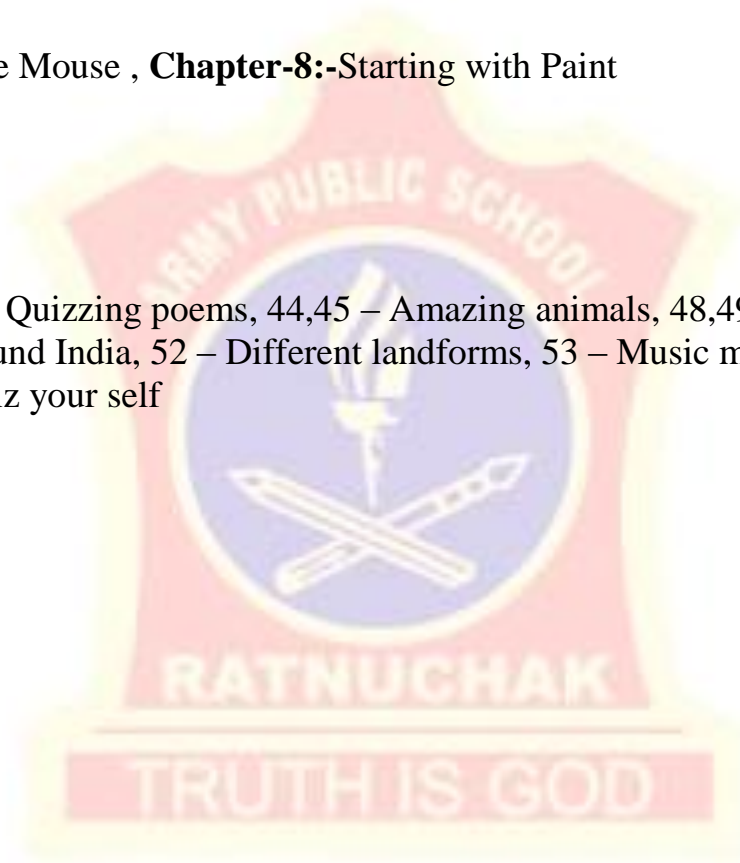 e Mouse , Chapter-8:-Starting with Paint
ARMY PUBLIC SCHOOL
Quizzing poems, 44,45 – Amazing animals, 48,49
und India, 52 – Different landforms, 53 – Music m
iz your self
RATNUCHAK
TRUTH IS GOD